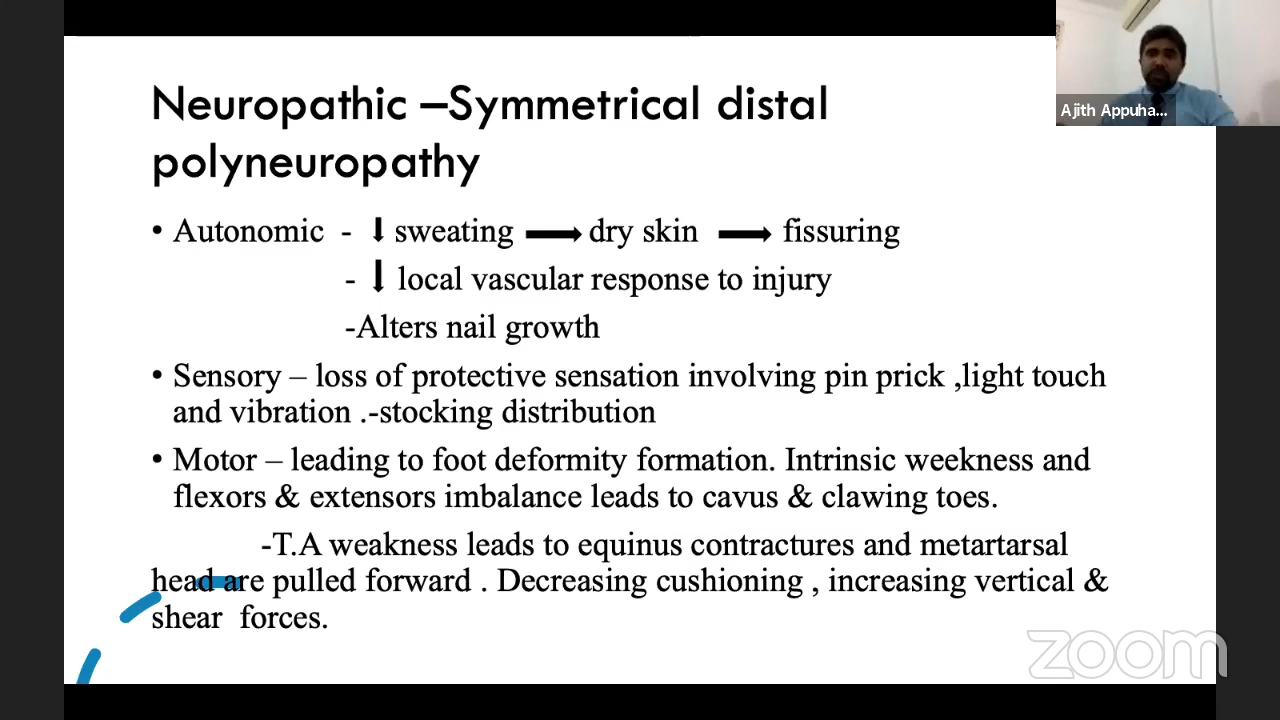 Neuropathic –Symmetrical distal
polyneuropathy
• Autonomic - ⬇ sweating ➡ dry skin ➡ fissuring
- ⬇ local vascular response to injury
-Alters nail growth
• Sensory – loss of protective sensation involving pin prick ,light touch
and vibration .-stocking distribution
• Motor – leading to foot deformity formation. Intrinsic weekness and
flexors & extensors imbalance leads to cavus & clawing toes.
-T.A weakness leads to equinus contractures and metartarsal
head are pulled forward . Decreasing cushioning , increasing vertical &
shear forces.
Ajith Appuha...
zoom